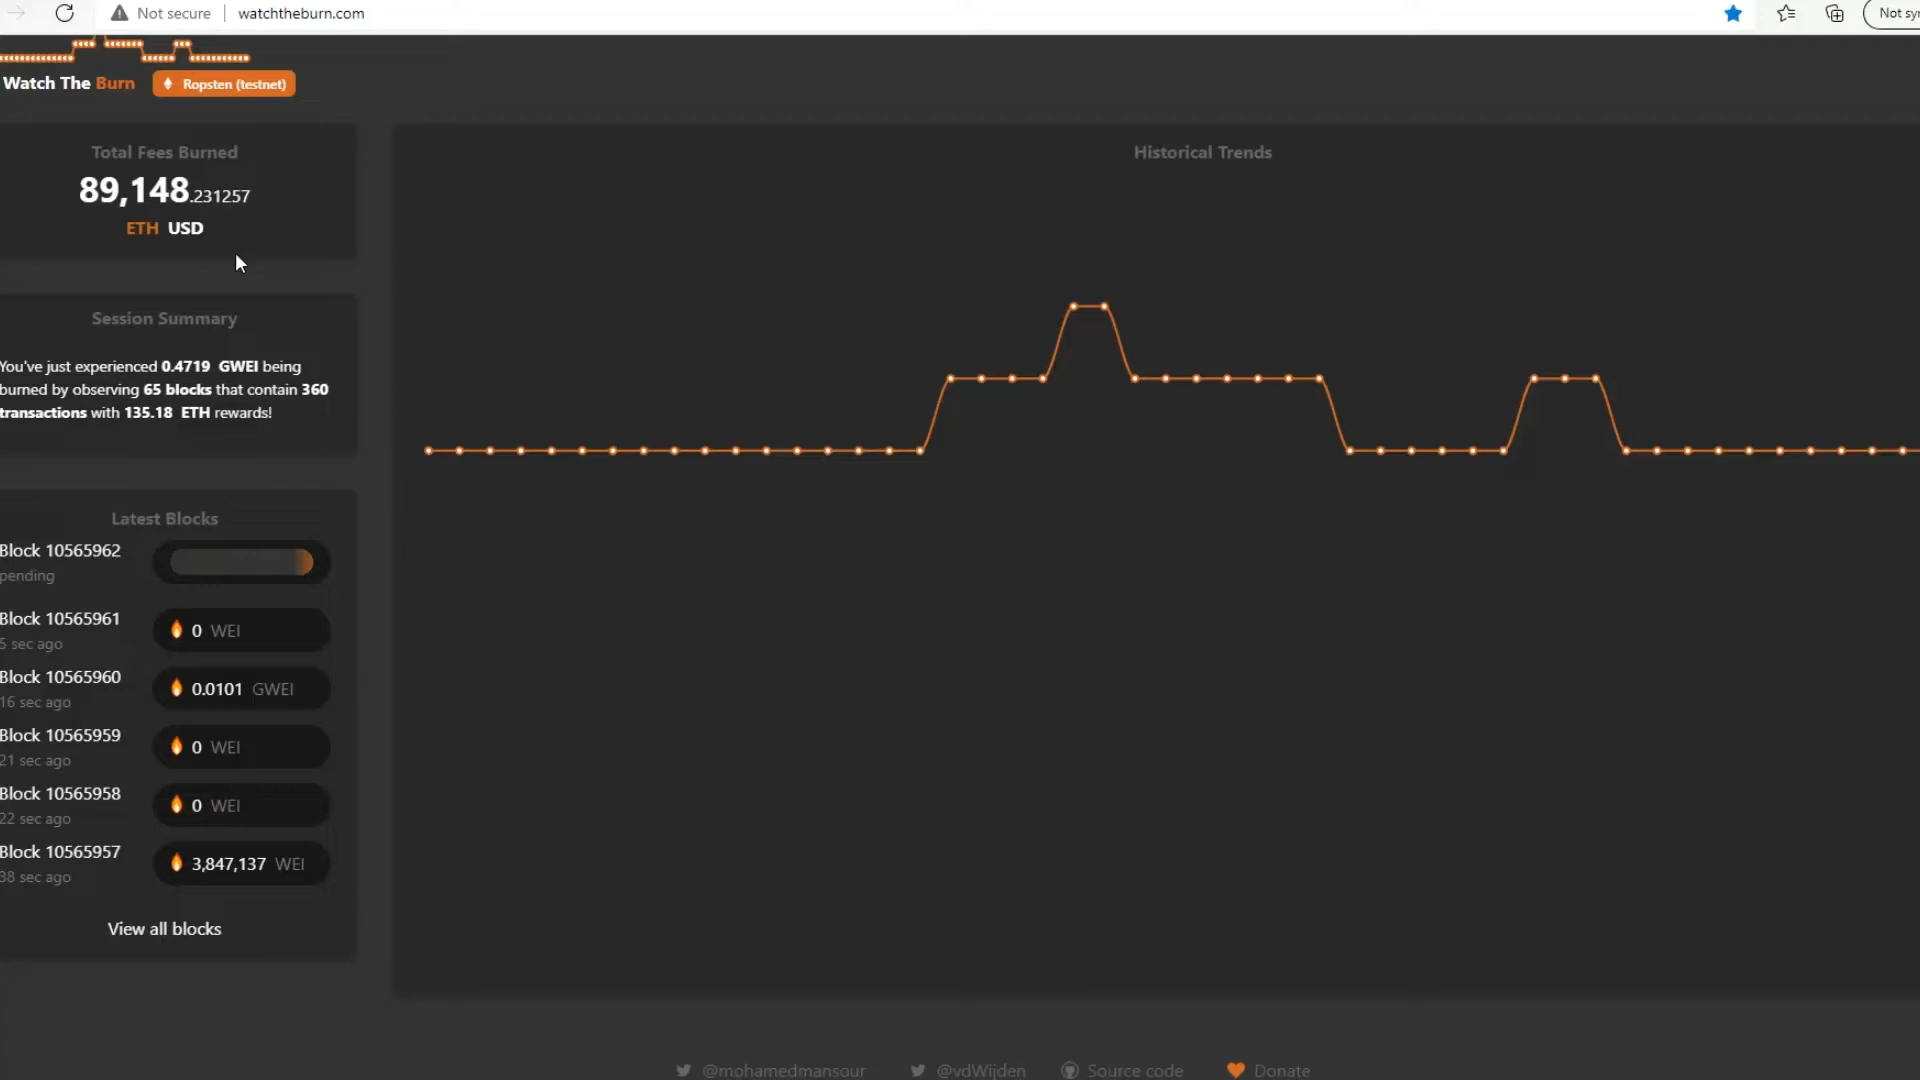 Not secure watchtheburn.com Not
Watch The Burn Ropsten (testnet)
Total Fees Burned
89,148.231257
ETH USD
Session Summary
You've just experienced 0.4719 GWEI being
burned by observing 65 blocks that contain 360
transactions with 135.18 ETH rewards!
Latest Blocks
Block 10565962
pending
Block 10565961
5 sec ago
0 WEI
Block 10565960
16 sec ago
0.0101 GWEI
Block 10565959
21 sec ago
0 WEI
Block 10565958
22 sec ago
0 WEI
Block 10565957
38 sec ago
3,847,137 WEI
View all blocks
Historical Trends
@mohamedmansour @vdWijden Source code Donate